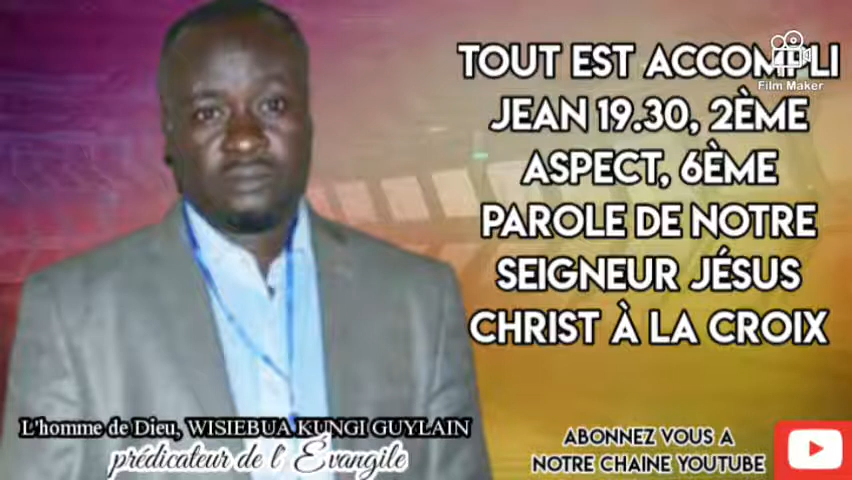 TOUT EST ACCOMPLI
Film Maker
JEAN 19.30, 2ÈME
ASPECT, 6ÈME
PAROLE DE NOTRE
SEIGNEUR JÉSUS
CHRIST À LA CROIX
L'homme de Dieu, WISIEBUA KUNGI GUYLAIN
prédicateur de l' Évangile
ABONNEZ VOUS A
NOTRE CHAINE YOUTUBE